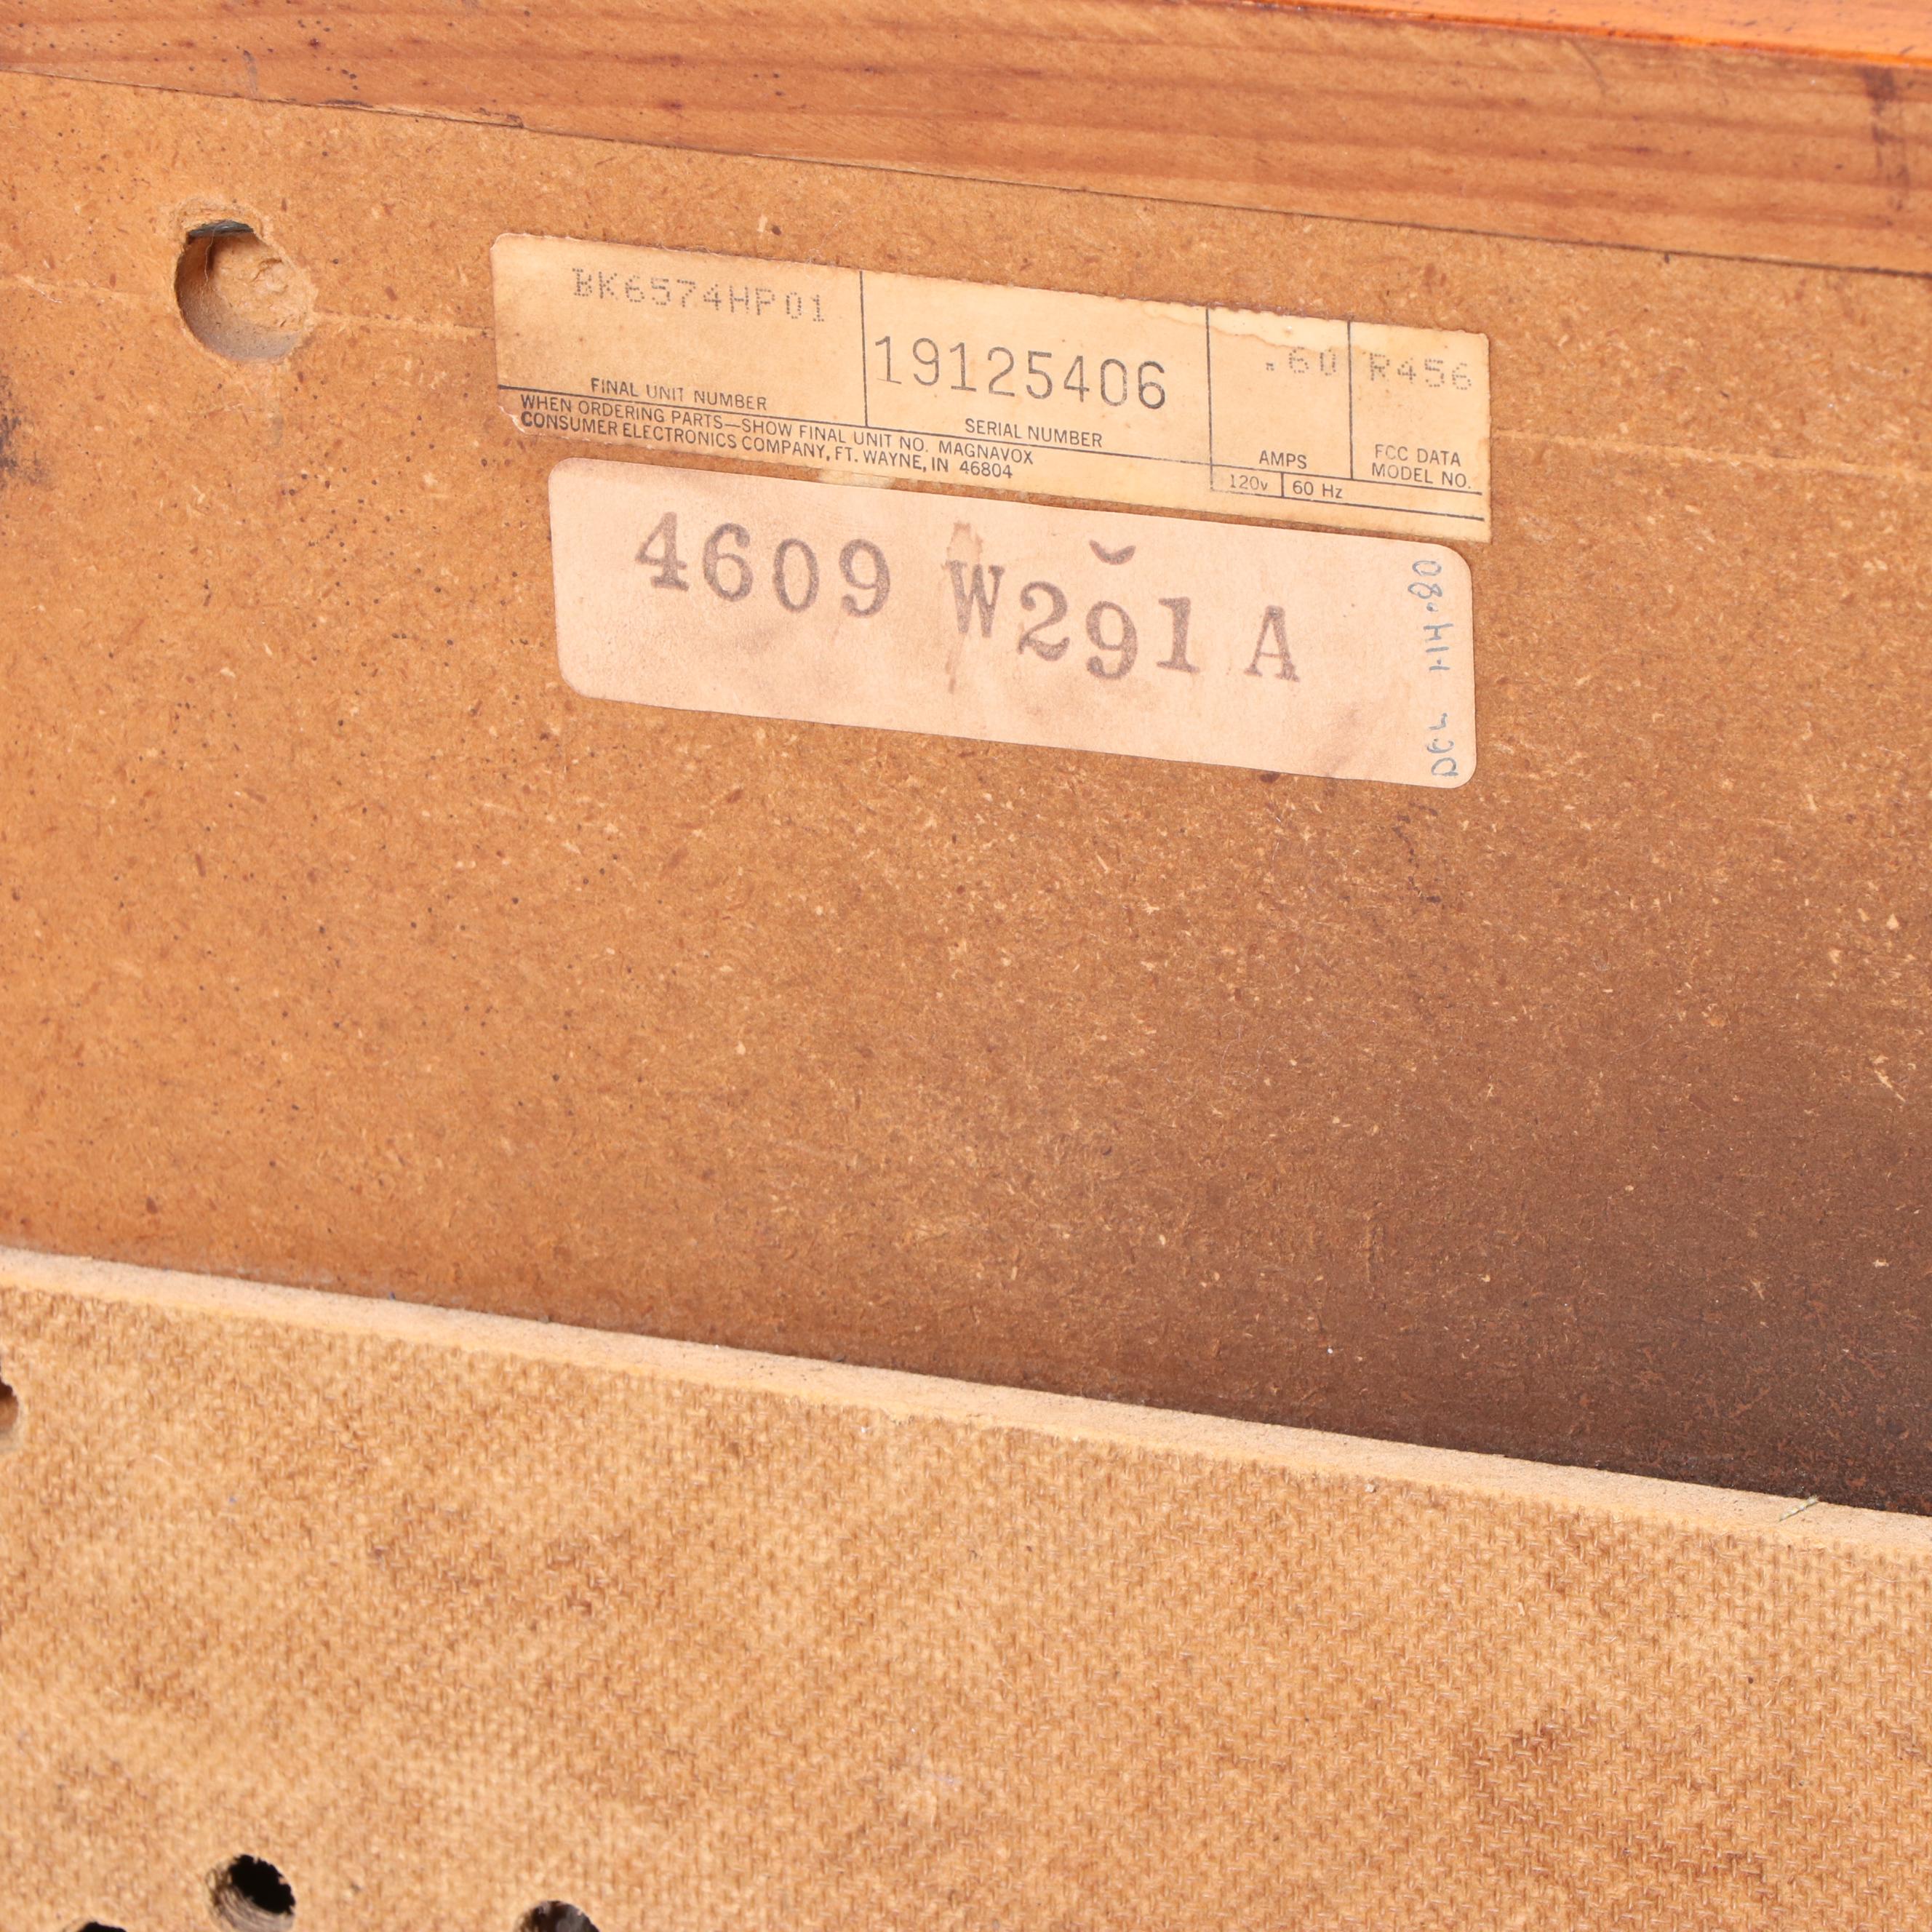 BK6574HP01
FINAL UNIT NUMBER
19125406
SERIAL NUMBER
.60
AMPS
120v 60 Hz
R456
FCC DATA
MODEL NO.
WHEN ORDERING PARTS—SHOW FINAL UNIT NO. MAGNAVOX
CONSUMER ELECTRONICS COMPANY, FT. WAYNE, IN 46804
4609 W291 A